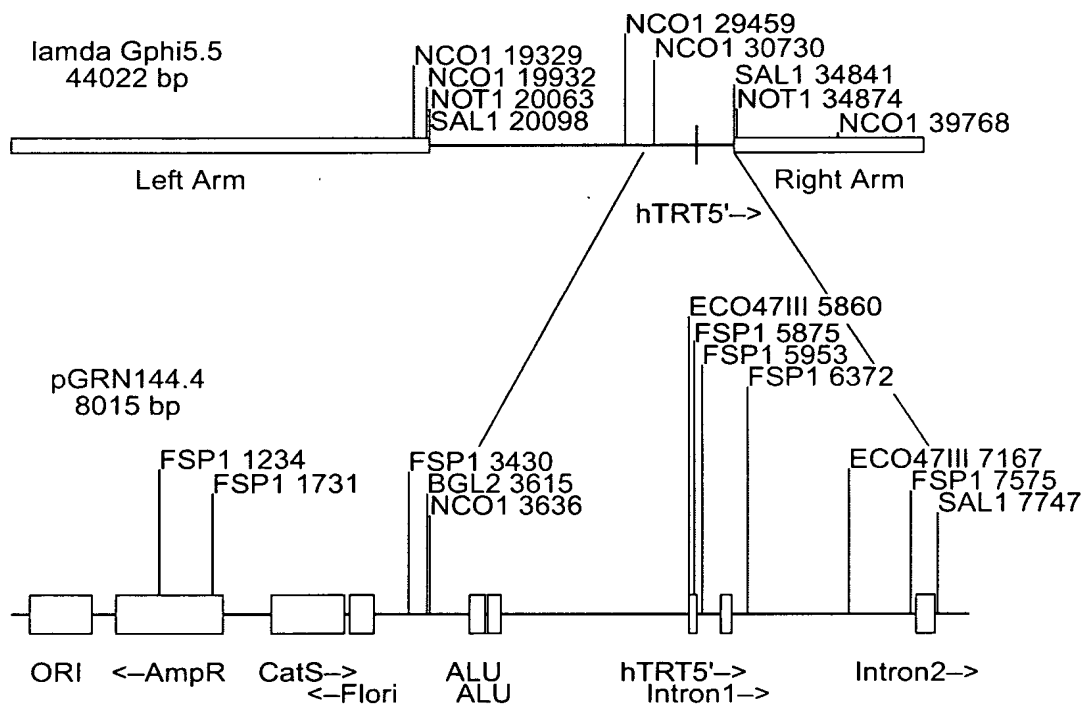 lamda Gphi5.5
44022 bp
NCO1 19329
NCO1 19932
NOT1 20063
SAL1 20098
NCO1 29459
NCO1 30730
SAL1 34841
NOT1 34874
NCO1 39768
Left Arm
Right Arm
hTRT5'->
pGRN144.4
8015 bp
ECO47III 5860
FSP1 5875
FSP1 5953
FSP1 6372
FSP1 1234
FSP1 1731
FSP1 3430
BGL2 3615
NCO1 3636
ECO47III 7167
FSP1 7575
SAL1 7747
ORI
<-AmpR
CatS->
<-Flori
ALU
ALU
hTRT5'->
Intron1->
Intron2->